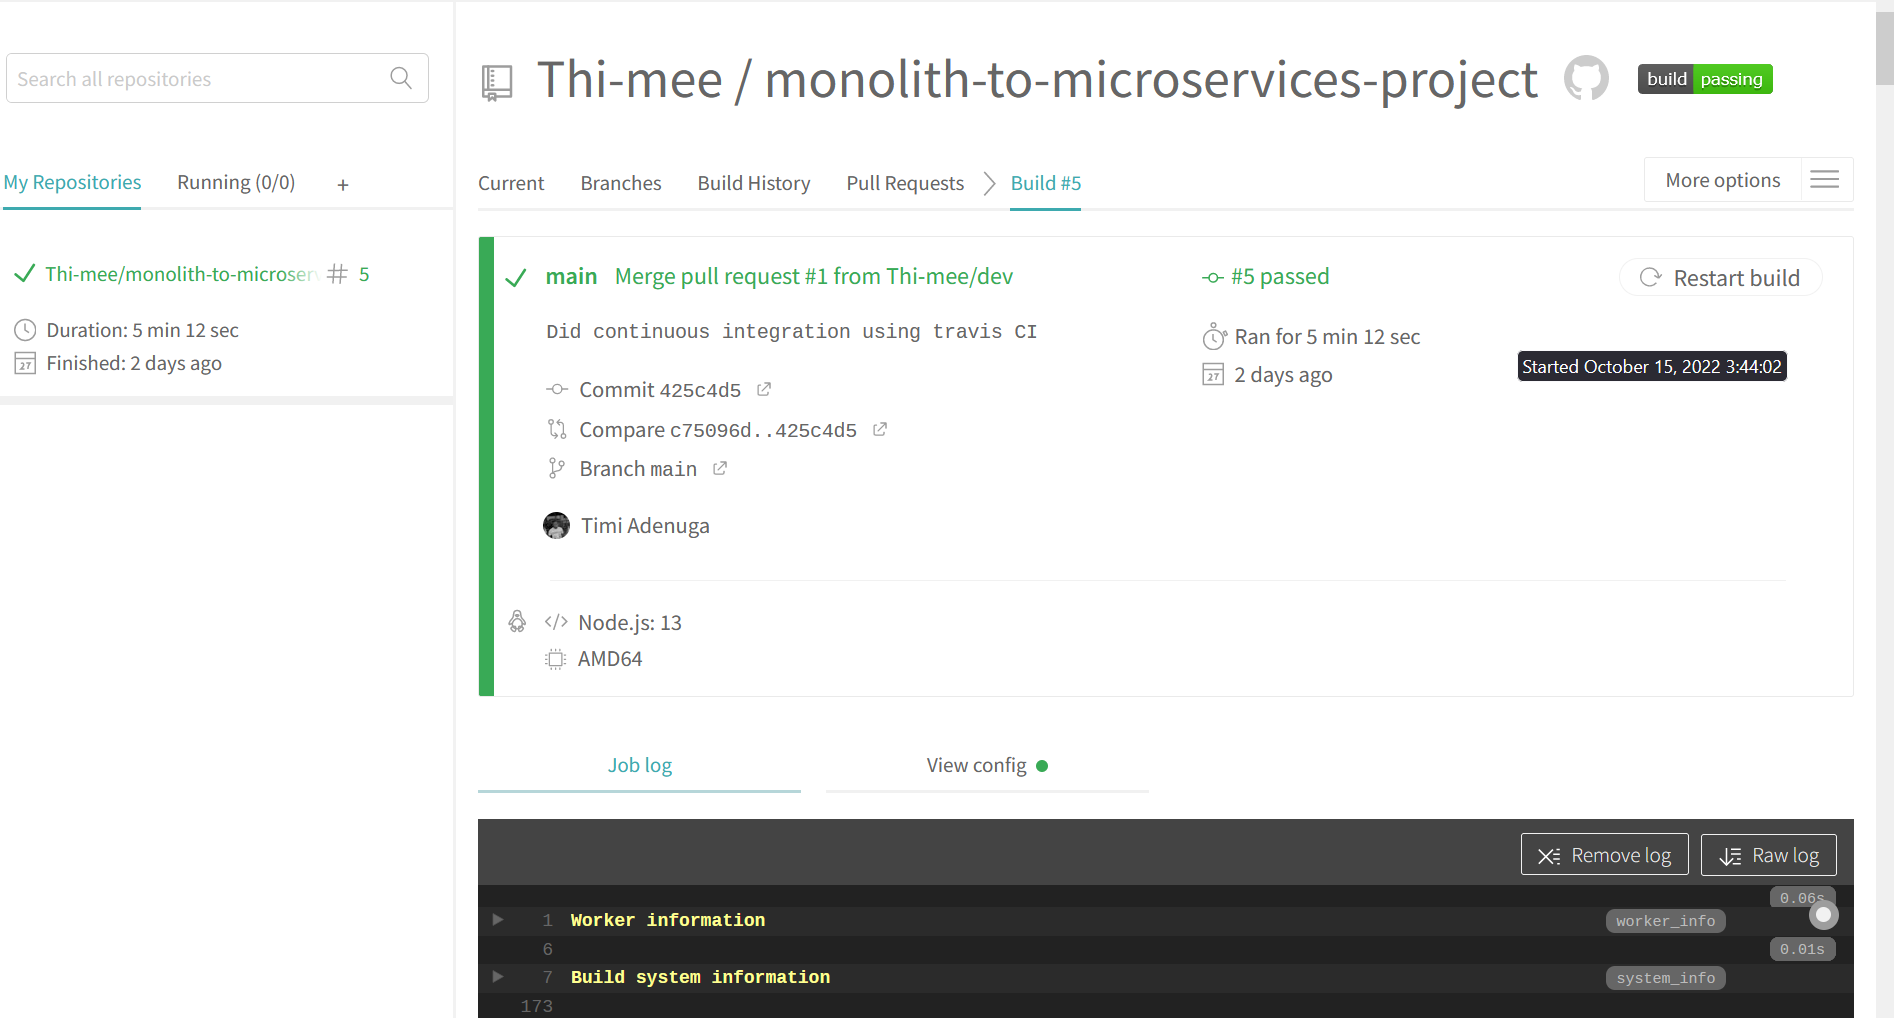 Search all repositories
My Repositories
Running (0/0)
+
Thi-mee/monolith-to-microser
# 5
Duration: 5 min 12 sec
27 Finished: 2 days ago
Thi-mee / monolith-to-microservices-project
build passing
Current
Branches
Build History
Pull Requests
Build #5
More options
main Merge pull request #1 from Thi-mee/dev
Did continuous integration using travis CI
Commit 425c4d5
Compare c75096d..425c4d5
Branch main
Timi Adenuga
#5 passed
Ran for 5 min 12 sec
27 2 days ago
Restart build
Started October 15, 2022 3:44:02
</> Node.js: 13
AMD64
Job log
View config
Remove log
Raw log
0.06s
1 Worker information worker_info
6 0.01s
7 Build system information system_info
173